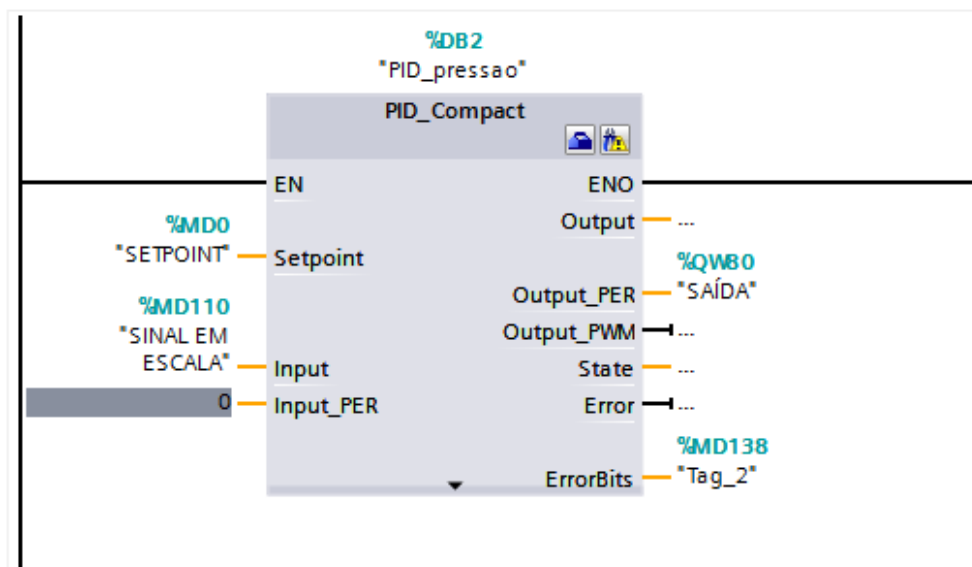 %DB2
"PID_pressao"
PID_Compact
EN
ENO
Output
...
%MD0
"SETPOINT"
Setpoint
%QW80
"SAÍDA"
Output_PER
%MD110
"SINAL EM
ESCALA"
Output_PWM
...
Input
State
...
0
Input_PER
Error
...
%MD138
"Tag_2"
ErrorBits